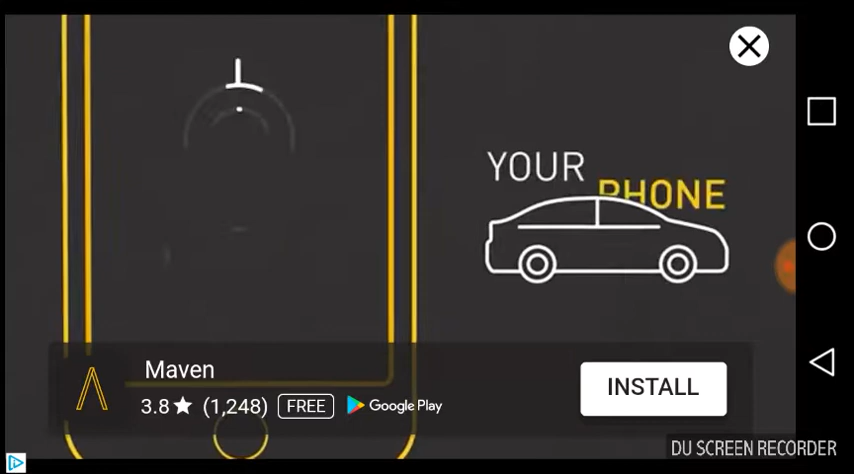 YOUR
PHONE
Maven
3.8★ (1,248) FREE Google Play
INSTALL
DU SCREEN RECORDER